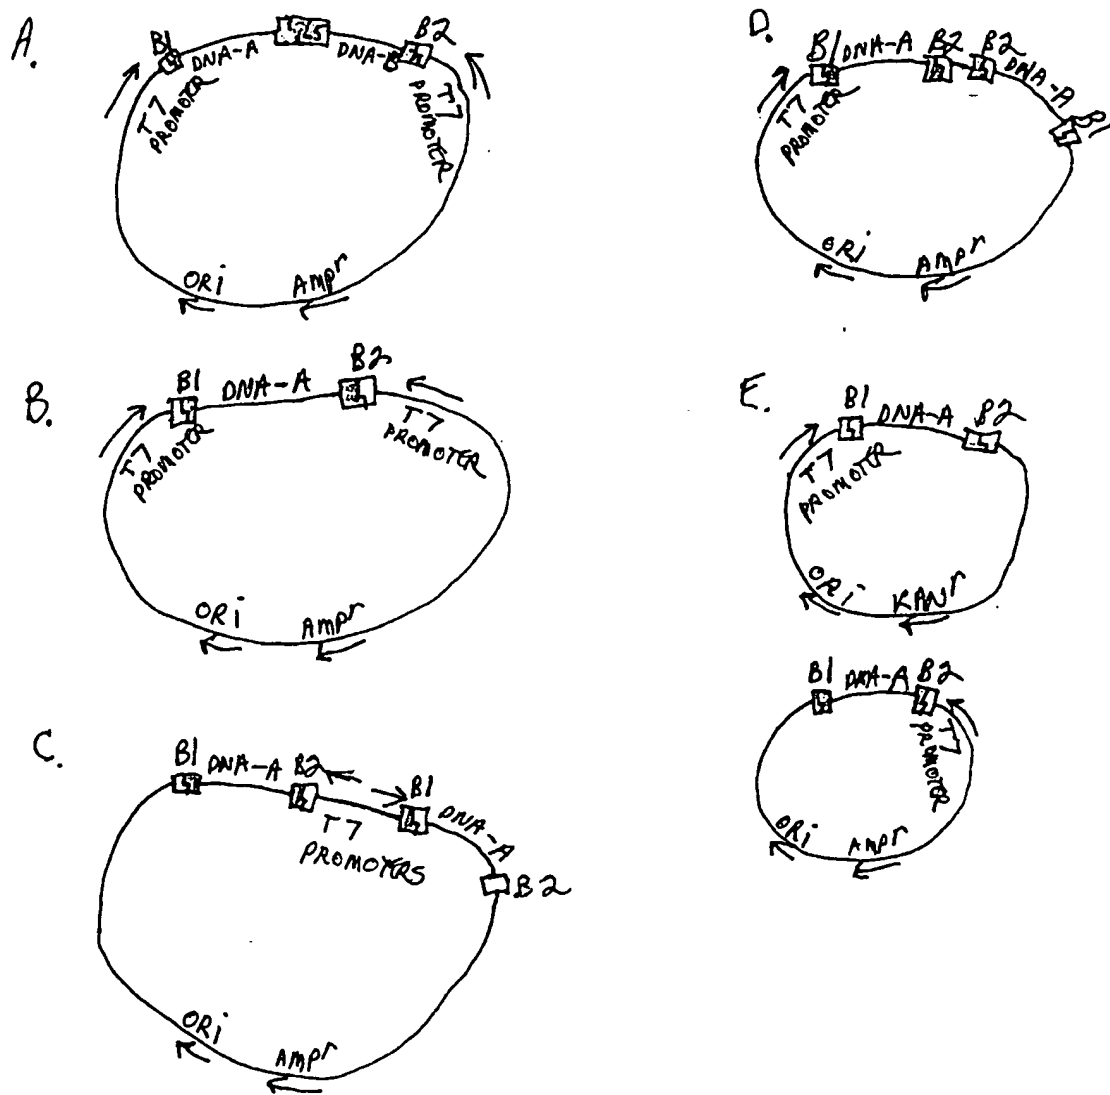 A.
B1
DNA-A
L5
DNA-B
B2
T7
PROMOTER
T7
PROMOTER
ORi
AMPr
B.
B1
DNA-A
B2
T7
PROMOTER
T7
PROMOTER
ORi
AMPr
C.
B1
DNA-A
B2
B1
DNA-A
B2
T7
PROMOTERS
ORi
AMPr
D.
B1
DNA-A
B2
B2
DNA-A
B1
T7
PROMOTER
ORi
AMPr
E.
B1
DNA-A
B2
T7
PROMOTER
ORi
KANr
B1
DNA-A
B2
T7
PROMOTER
ORi
AMPr